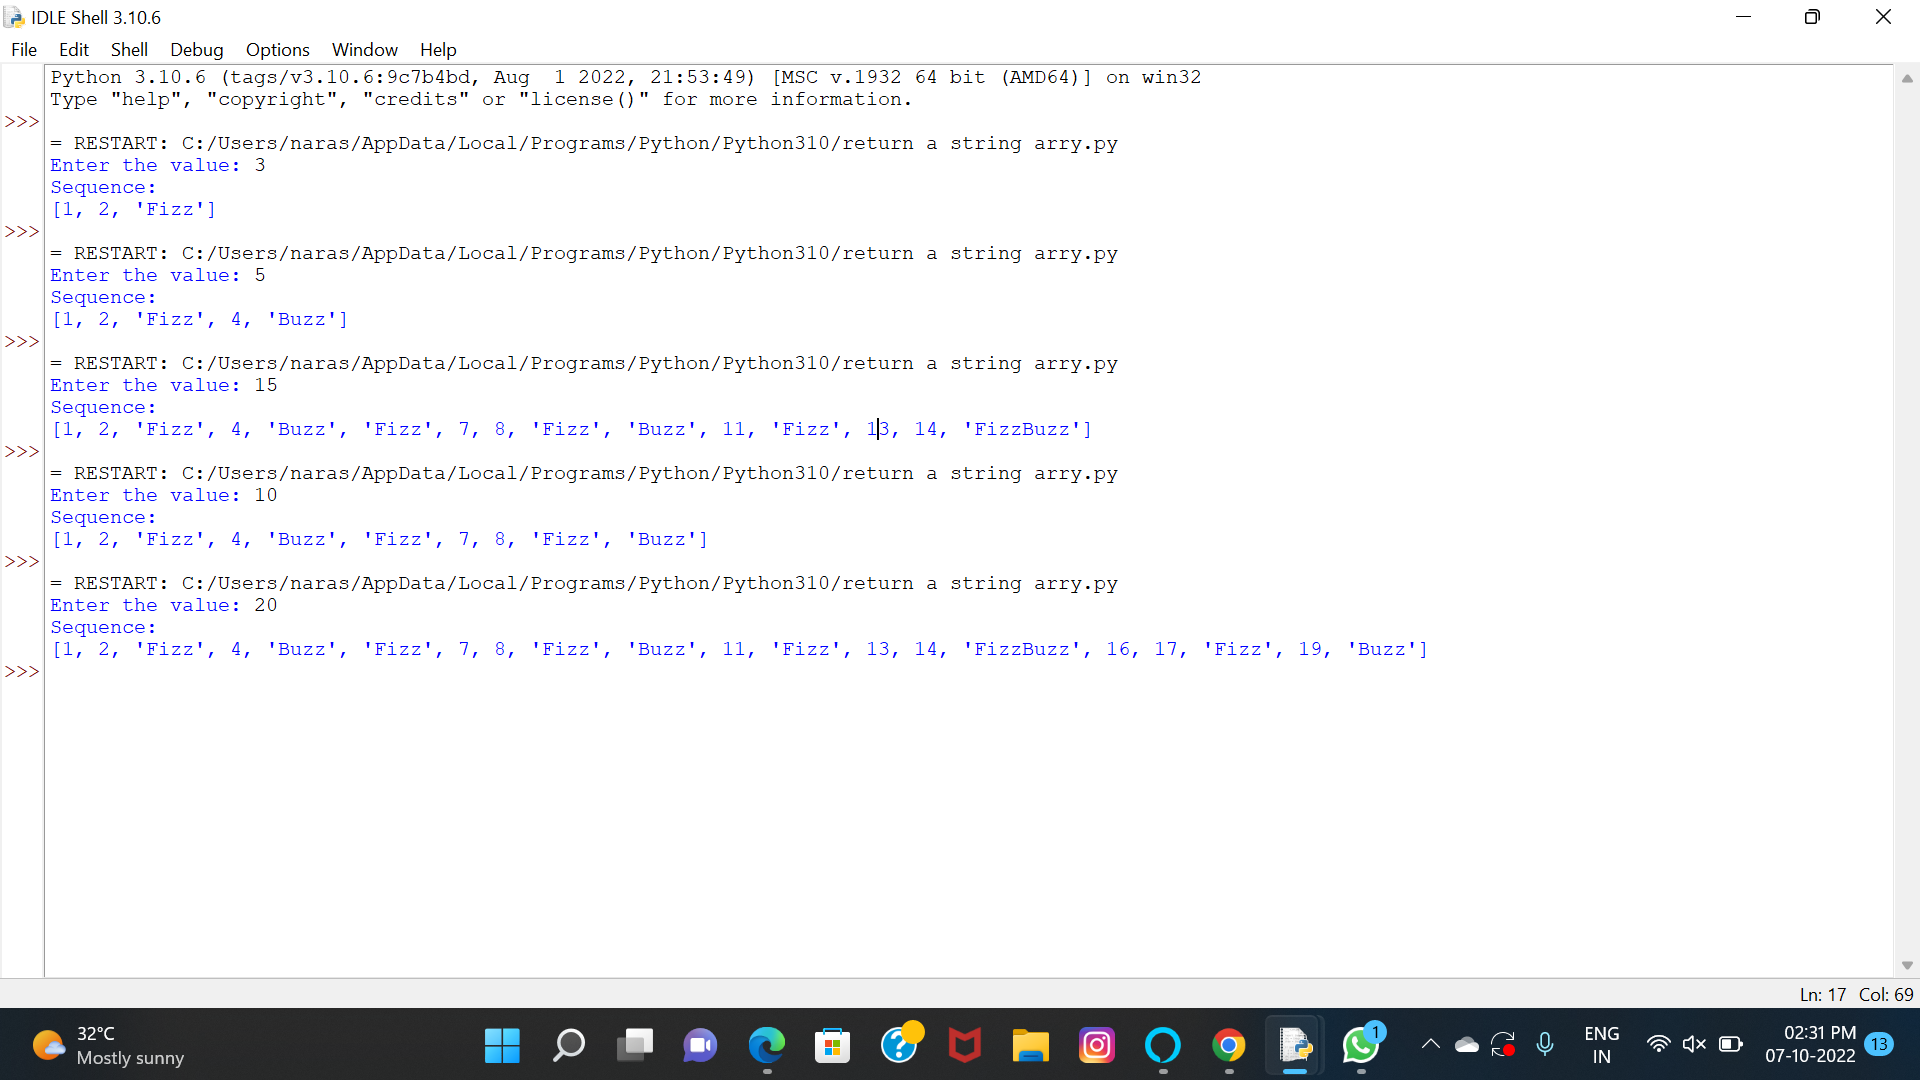 IDLE Shell 3.10.6
File Edit Shell Debug Options Window Help
Python 3.10.6 (tags/v3.10.6:9c7b4bd, Aug  1 2022, 21:53:49) [MSC v.1932 64 bit (AMD64)] on win32
Type "help", "copyright", "credits" or "license()" for more information.
>>>
= RESTART: C:/Users/naras/AppData/Local/Programs/Python/Python310/return a string arry.py
Enter the value: 3
Sequence:
[1, 2, 'Fizz']
>>>
= RESTART: C:/Users/naras/AppData/Local/Programs/Python/Python310/return a string arry.py
Enter the value: 5
Sequence:
[1, 2, 'Fizz', 4, 'Buzz']
>>>
= RESTART: C:/Users/naras/AppData/Local/Programs/Python/Python310/return a string arry.py
Enter the value: 15
Sequence:
[1, 2, 'Fizz', 4, 'Buzz', 'Fizz', 7, 8, 'Fizz', 'Buzz', 11, 'Fizz', 13, 14, 'FizzBuzz']
>>>
= RESTART: C:/Users/naras/AppData/Local/Programs/Python/Python310/return a string arry.py
Enter the value: 10
Sequence:
[1, 2, 'Fizz', 4, 'Buzz', 'Fizz', 7, 8, 'Fizz', 'Buzz']
>>>
= RESTART: C:/Users/naras/AppData/Local/Programs/Python/Python310/return a string arry.py
Enter the value: 20
Sequence:
[1, 2, 'Fizz', 4, 'Buzz', 'Fizz', 7, 8, 'Fizz', 'Buzz', 11, 'Fizz', 13, 14, 'FizzBuzz', 16, 17, 'Fizz', 19, 'Buzz']
>>>
Ln: 17 Col: 69
32°C
Mostly sunny
1
ENG
IN
02:31 PM
07-10-2022
13